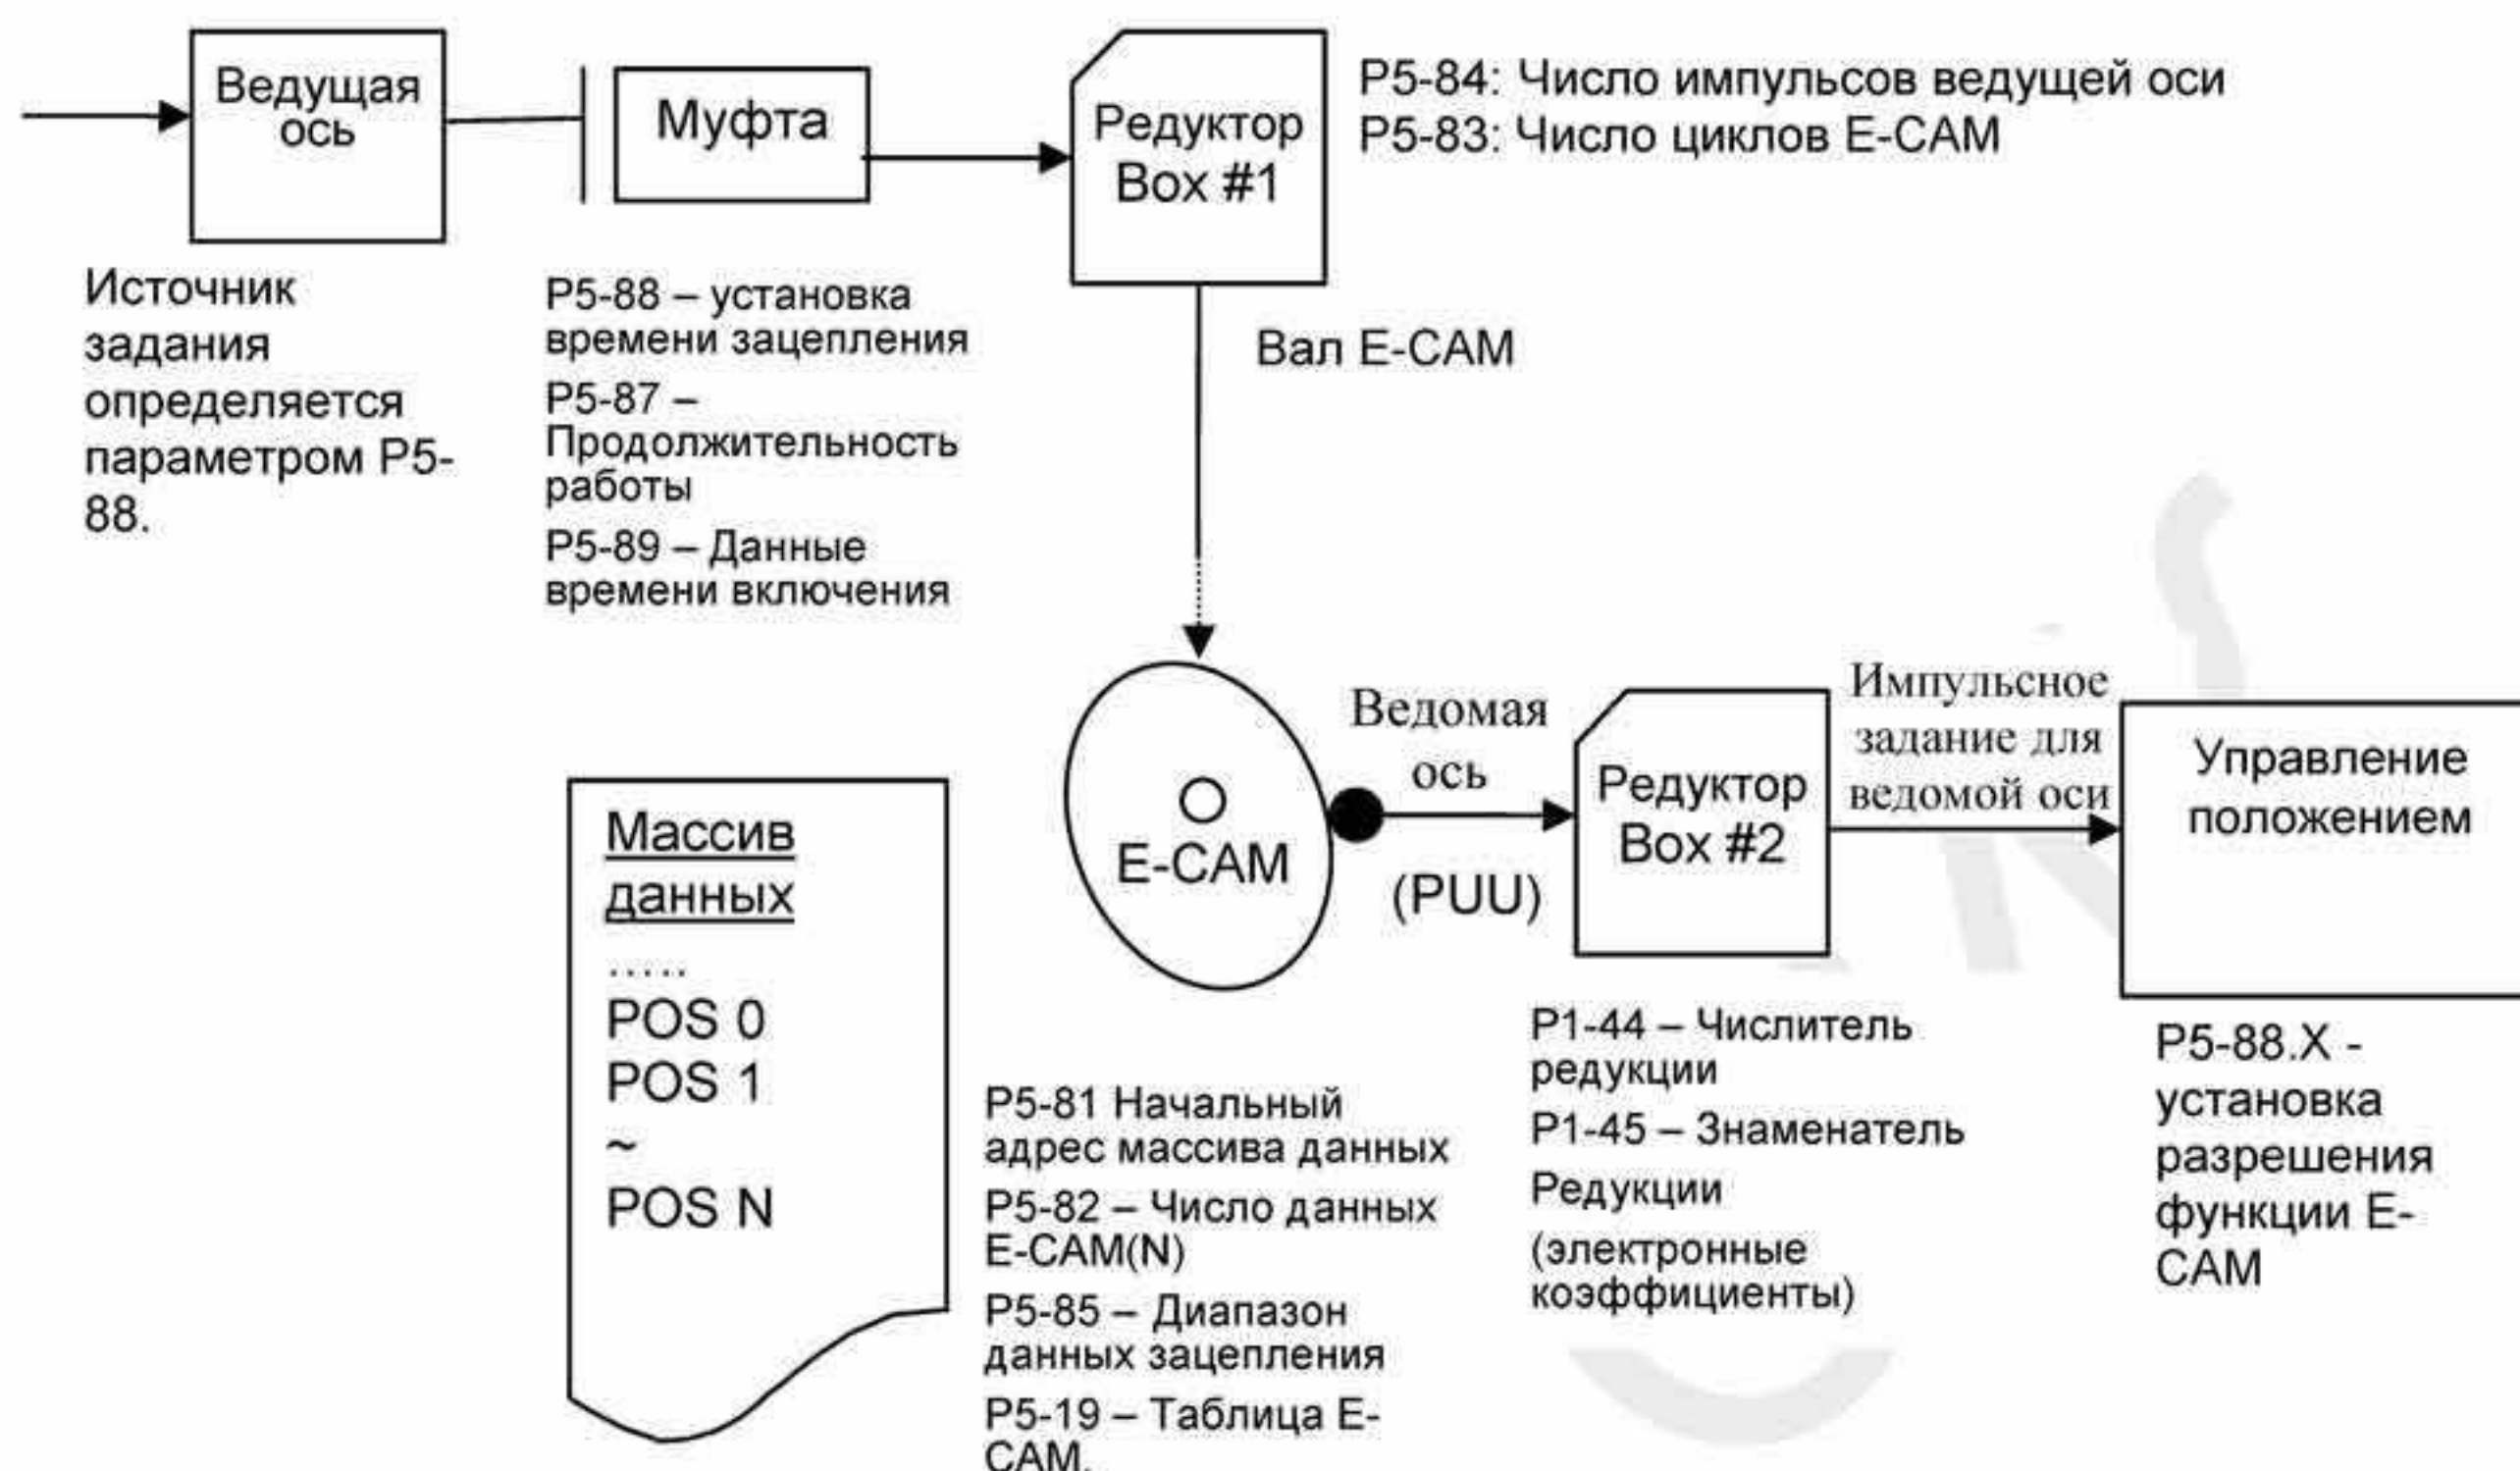 Ведущая
ось
Муфта
Редуктор
Box #1
P5-84: Число импульсов ведущей оси
P5-83: Число циклов E-CAM
Источник
задания
определяется
параметром P5-
88.
P5-88 – установка
времени зацепления
P5-87 –
Продолжительность
работы
P5-89 – Данные
времени включения
Вал E-CAM
E-CAM
Ведомая
ось
(PUU)
Редуктор
Box #2
Импульсное
задание для
ведомой оси
Управление
положением
Массив
данных
.....
POS 0
POS 1
~
POS N
P5-81 Начальный
адрес массива данных
P5-82 – Число данных
E-CAM(N)
P5-85 – Диапазон
данных зацепления
P5-19 – Таблица E-
CAM.
P1-44 – Числитель
редукции
P1-45 – Знаменатель
Редукции
(электронные
коэффициенты)
P5-88.X -
установка
разрешения
функции E-
CAM